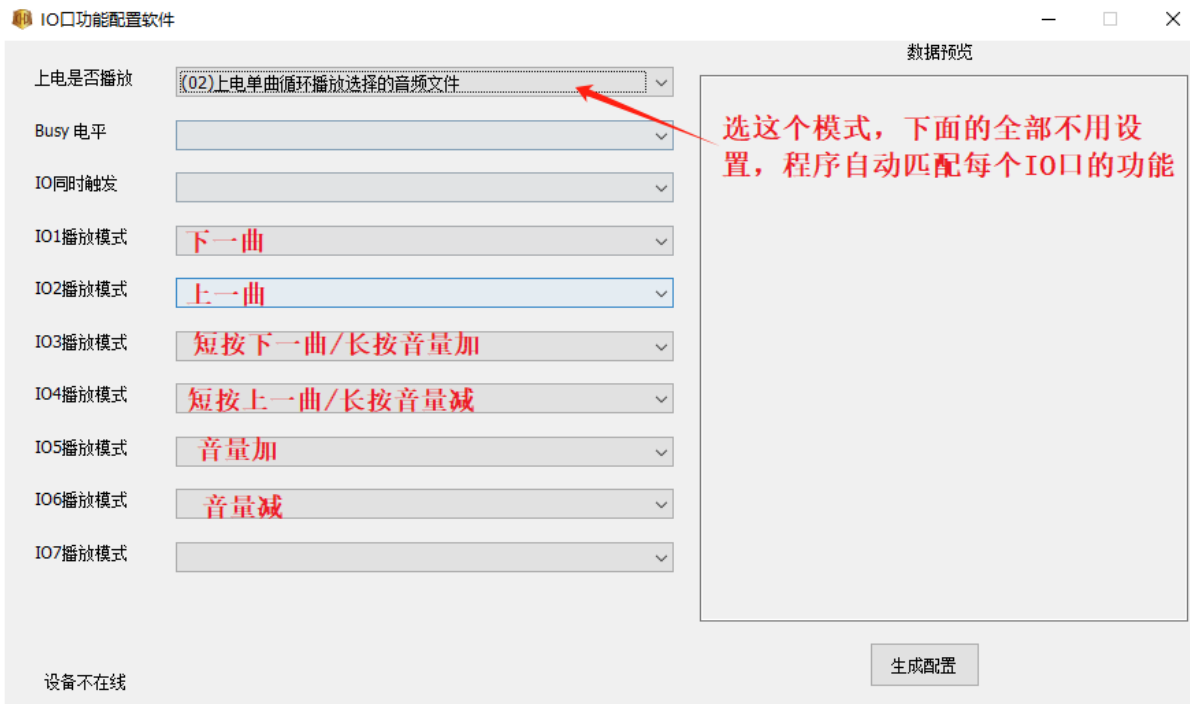 IO口功能配置软件
数据预览
上电是否播放
(02)上电单曲循环播放选择的音频文件
选这个模式，下面的全部不用设
置，程序自动匹配每个IO口的功能
Busy 电平
IO同时触发
IO1播放模式
下一曲
IO2播放模式
上一曲
IO3播放模式
短按下一曲/长按音量加
IO4播放模式
短按上一曲/长按音量减
IO5播放模式
音量加
IO6播放模式
音量减
IO7播放模式
生成配置
设备不在线